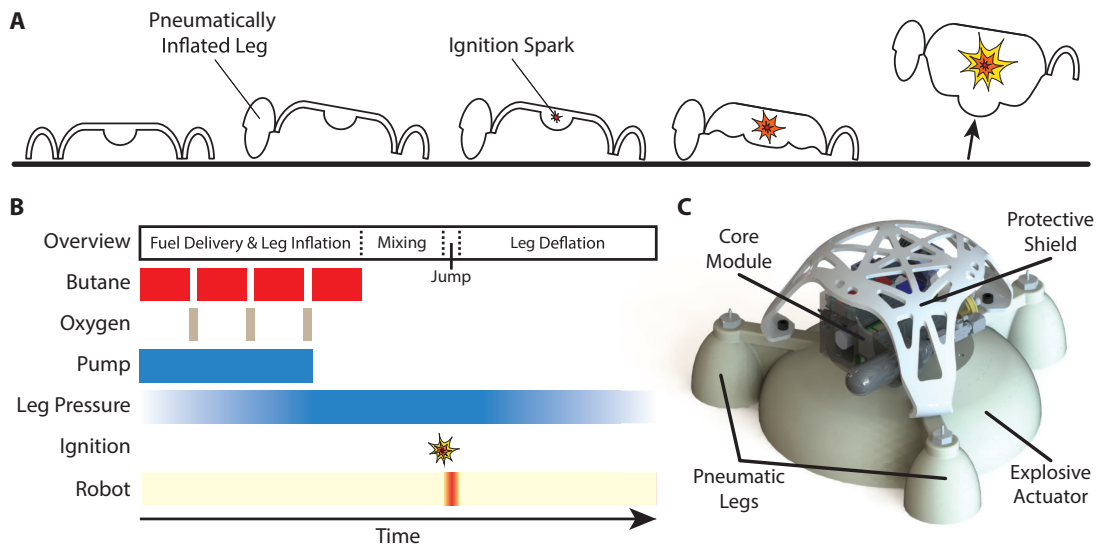 A
Pneumatically
Inflated Leg
Ignition Spark
B
Overview
Fuel Delivery & Leg Inflation
Mixing
Leg Deflation
Jump
Butane
Oxygen
Pump
Leg Pressure
Ignition
Robot
Time
C
Core
Module
Protective
Shield
Pneumatic
Legs
Explosive
Actuator